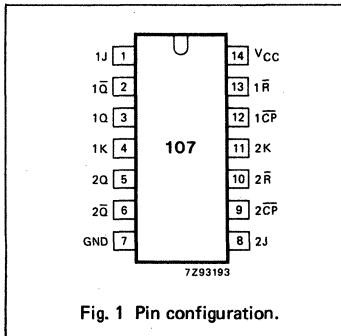 1J 1 14 VCC
1Q̅ 2 13 1R̅
1Q 3 12 1C̅P̅
1K 4 107 11 2K
2Q 5 10 2R̅
2Q̅ 6 9 2C̅P̅
GND 7 8 2J
7Z93193
Fig. 1 Pin configuration.